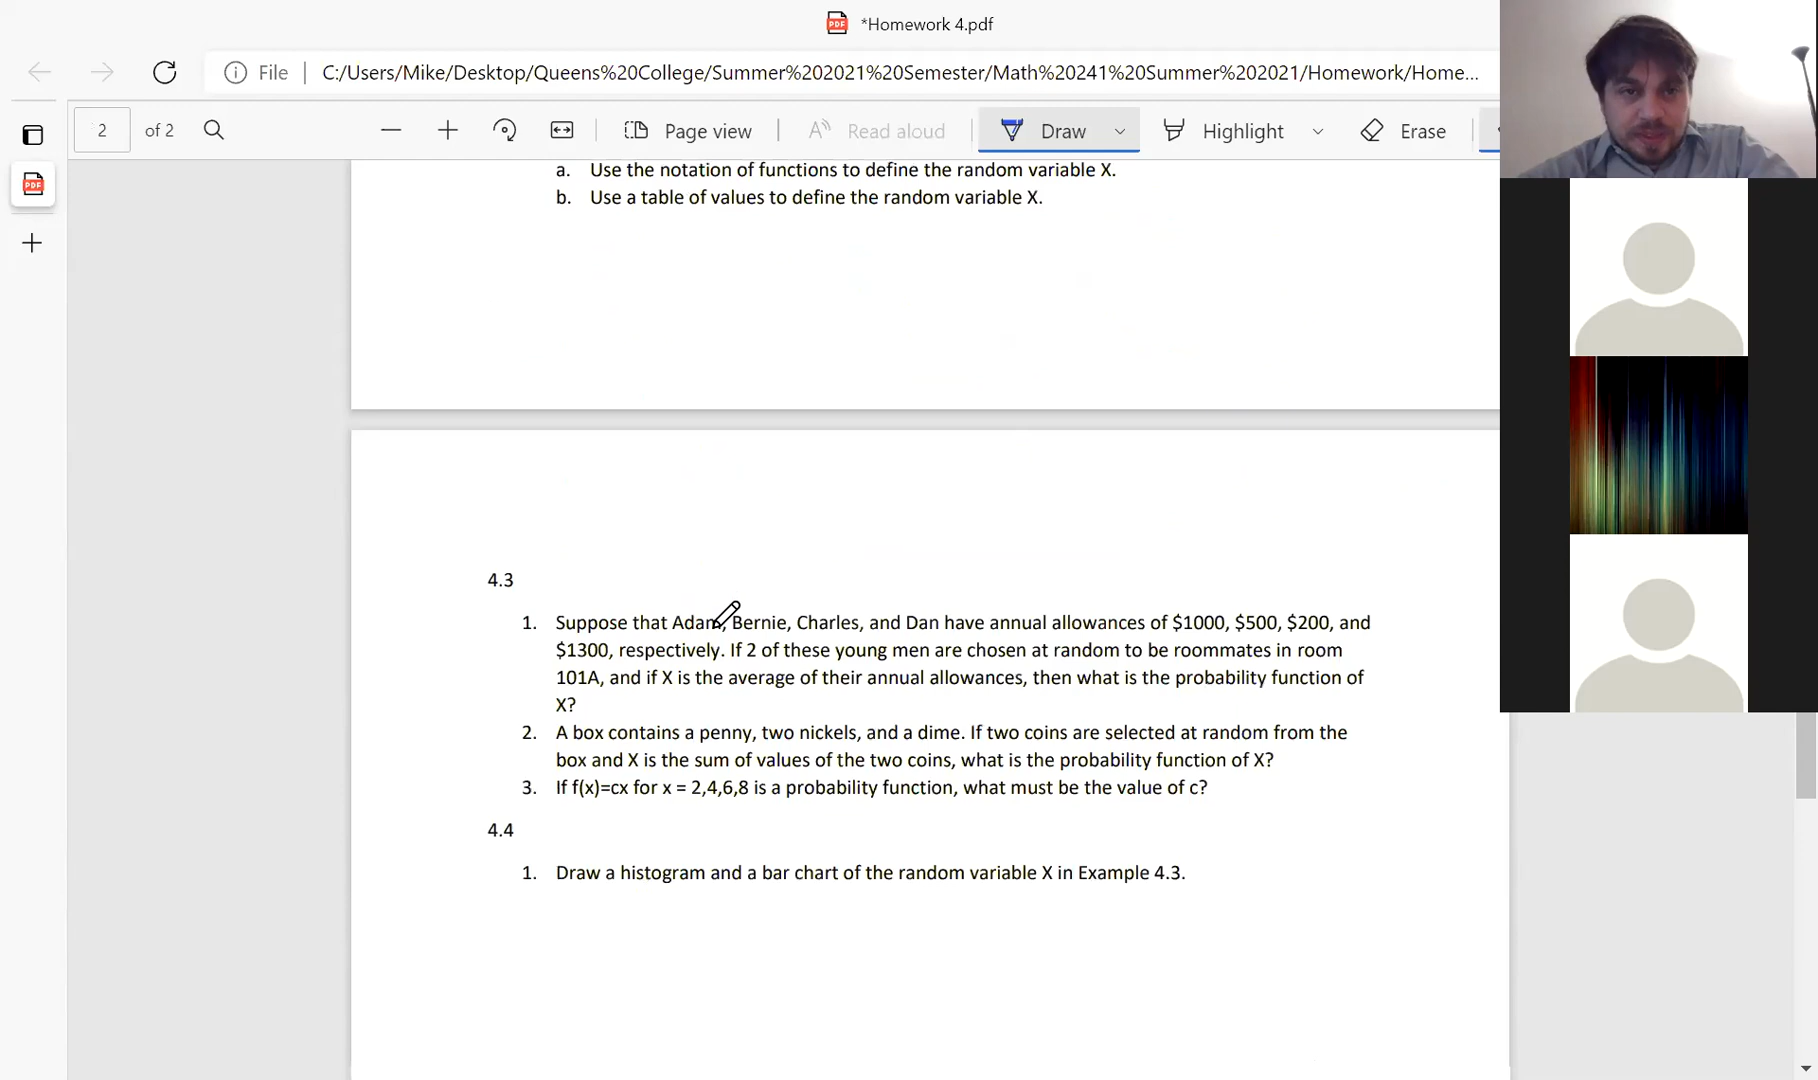 *Homework 4.pdf
File
C:/Users/Mike/Desktop/Queens%20College/Summer%202021%20Semester/Math%20241%20Summer%202021/Homework/Home...
2 of 2
Page view
Read aloud
Draw
Highlight
Erase
a. Use the notation of functions to define the random variable X.
b. Use a table of values to define the random variable X.
4.3
1. Suppose that Adam, Bernie, Charles, and Dan have annual allowances of $1000, $500, $200, and
$1300, respectively. If 2 of these young men are chosen at random to be roommates in room
101A, and if X is the average of their annual allowances, then what is the probability function of
X?
2. A box contains a penny, two nickels, and a dime. If two coins are selected at random from the
box and X is the sum of values of the two coins, what is the probability function of X?
3. If f(x)=cx for x = 2,4,6,8 is a probability function, what must be the value of c?
4.4
1. Draw a histogram and a bar chart of the random variable X in Example 4.3.